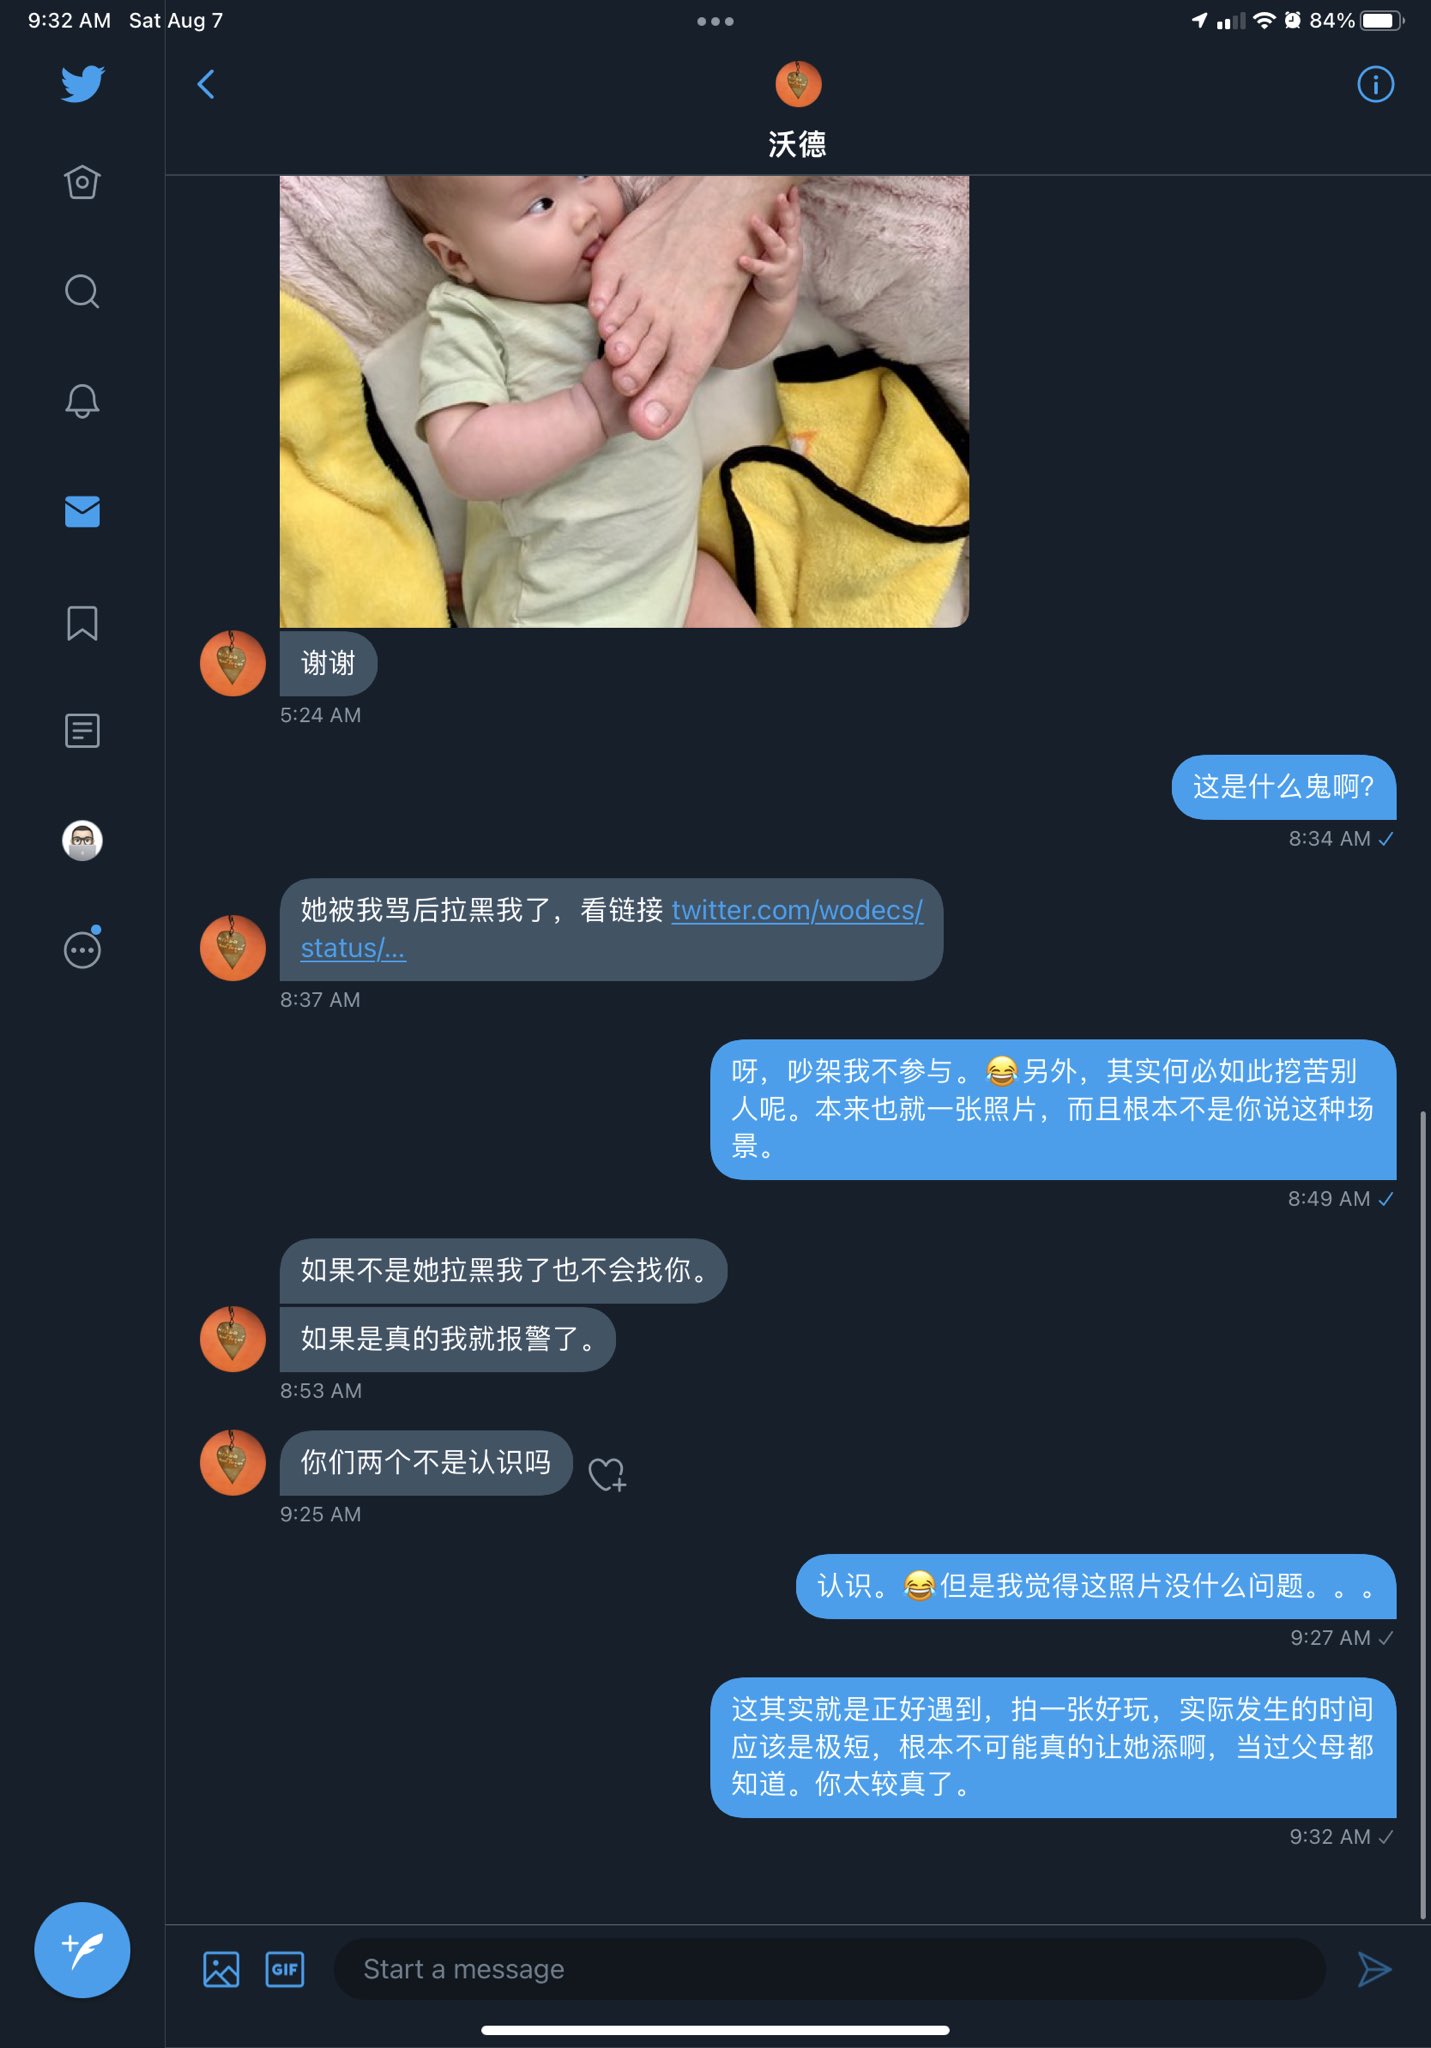 9:32 AM Sat Aug 7
84%
沃德
谢谢
5:24 AM
这是什么鬼啊?
8:34 AM
她被我骂后拉黑我了，看链接 twitter.com/wodecs/
status/...
8:37 AM
呀，吵架我不参与。😂另外，其实何必如此挖苦别
人呢。本来也就一张照片，而且根本不是你说这种场
景。
8:49 AM
如果不是她拉黑我了也不会找你。
如果是真的我就报警了。
8:53 AM
你们两个不是认识吗
9:25 AM
认识。😂但是我觉得这照片没什么问题。。。
9:27 AM
这其实就是正好遇到，拍一张好玩，实际发生的时间
应该是极短，根本不可能真的让她添啊，当过父母都
知道。你太较真了。
9:32 AM
GIF
Start a message